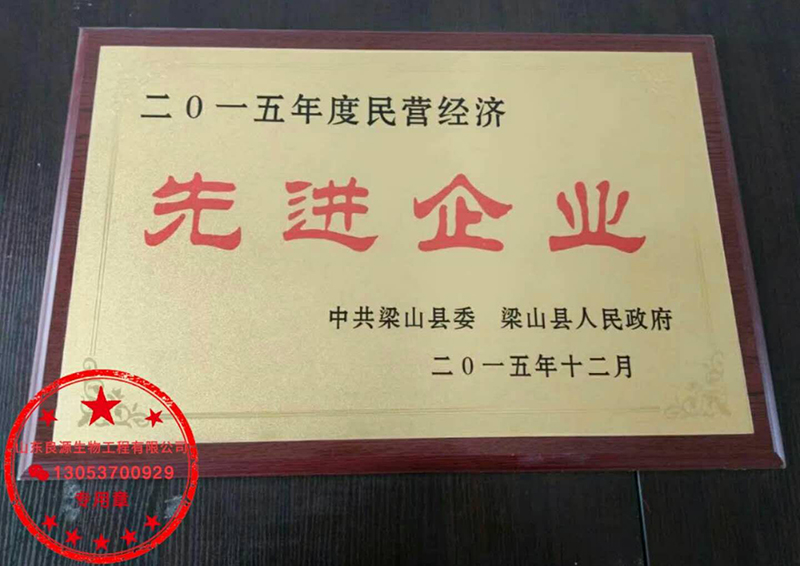 二0一五年度民营经济
先进企业
中共梁山县委 梁山县人民政府
二0一五年十二月
山东良源生物工程有限公司
13053700929
专用章